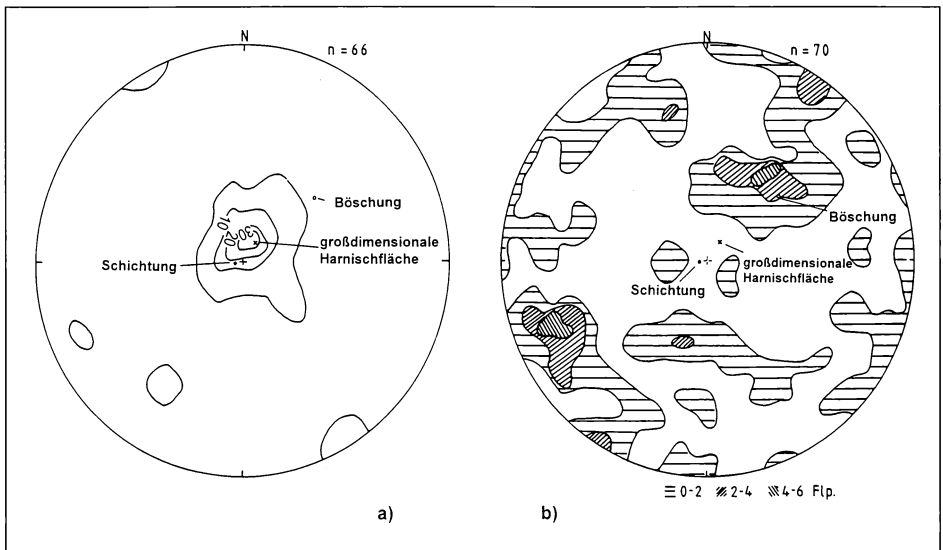 N
n = 66
Böschung
10
20
30
großdimensionale
Harnischfläche
Schichtung
a)
N
n = 70
Böschung
großdimensionale
Harnischfläche
Schichtung
0-2 2-4 4-6 Flp.
b)